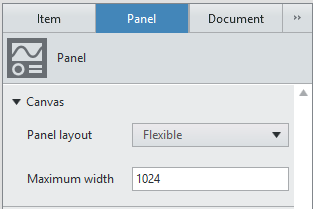 Item Panel Document »
Panel
Canvas
Panel layout Flexible
Maximum width 1024